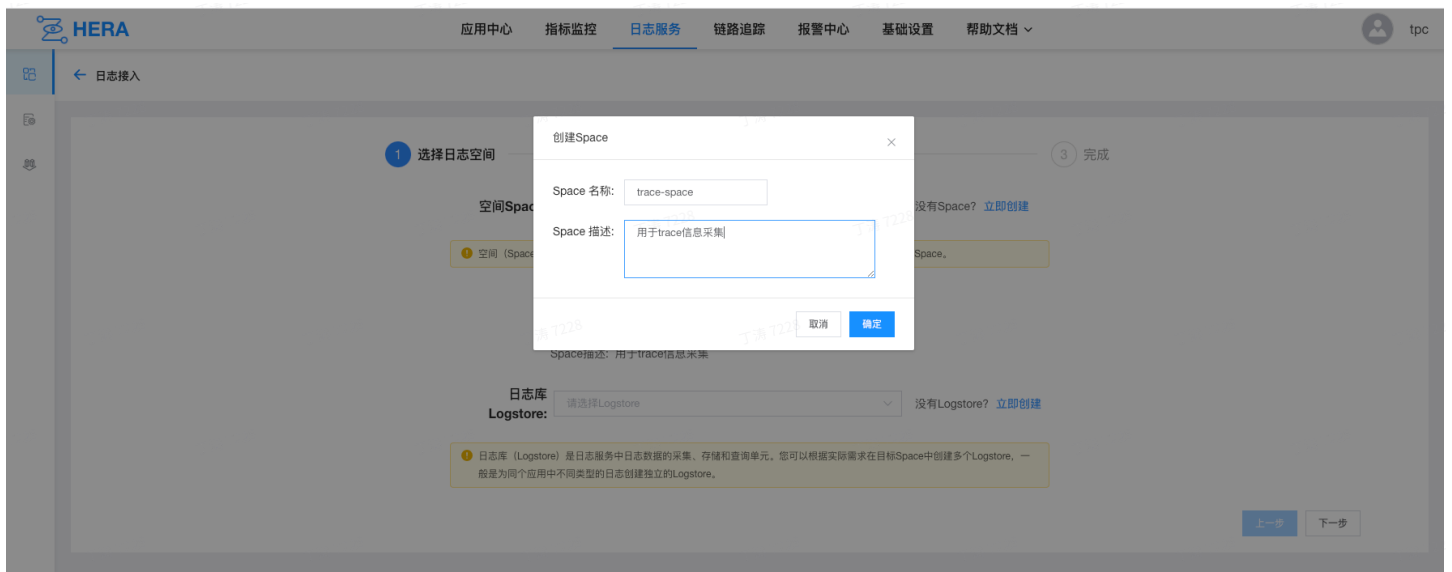 HERA 应用中心 指标监控 日志服务 链路追踪 报警中心 基础设置 帮助文档 tpc
日志接入
创建Space
1 选择日志空间 3 完成
Space 名称: trace-space
空间Spac 没有Space? 立即创建
Space 描述: 用于trace信息采集
空间（Space Space。
取消 确定
Space描述: 用于trace信息采集
日志库
Logstore: 请选择Logstore 没有Logstore? 立即创建
日志库（Logstore）是日志服务中日志数据的采集、存储和查询单元。您可以根据实际需求在目标Space中创建多个Logstore，一
般是为同个应用中不同类型的日志创建独立的Logstore。
上一步 下一步